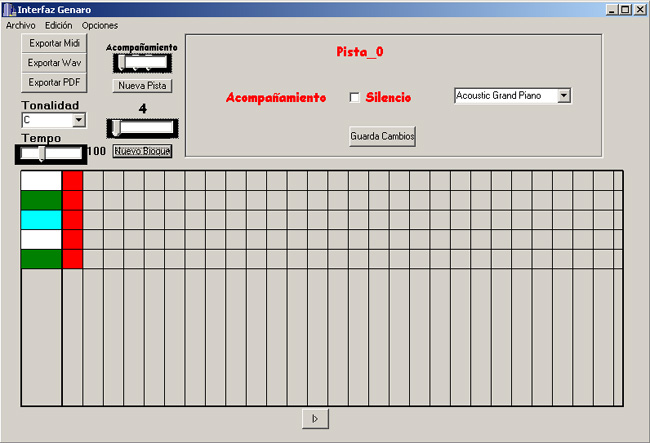 Interfaz Genaro
Archivo Edición Opciones
Exportar Midi
Exportar Wav
Exportar PDF
Acompañamiento
Nueva Pista
Tonalidad
C
4
Tempo
100
Nuevo Bloque
Pista_0
Acompañamiento Silencio
Acoustic Grand Piano
Guarda Cambios